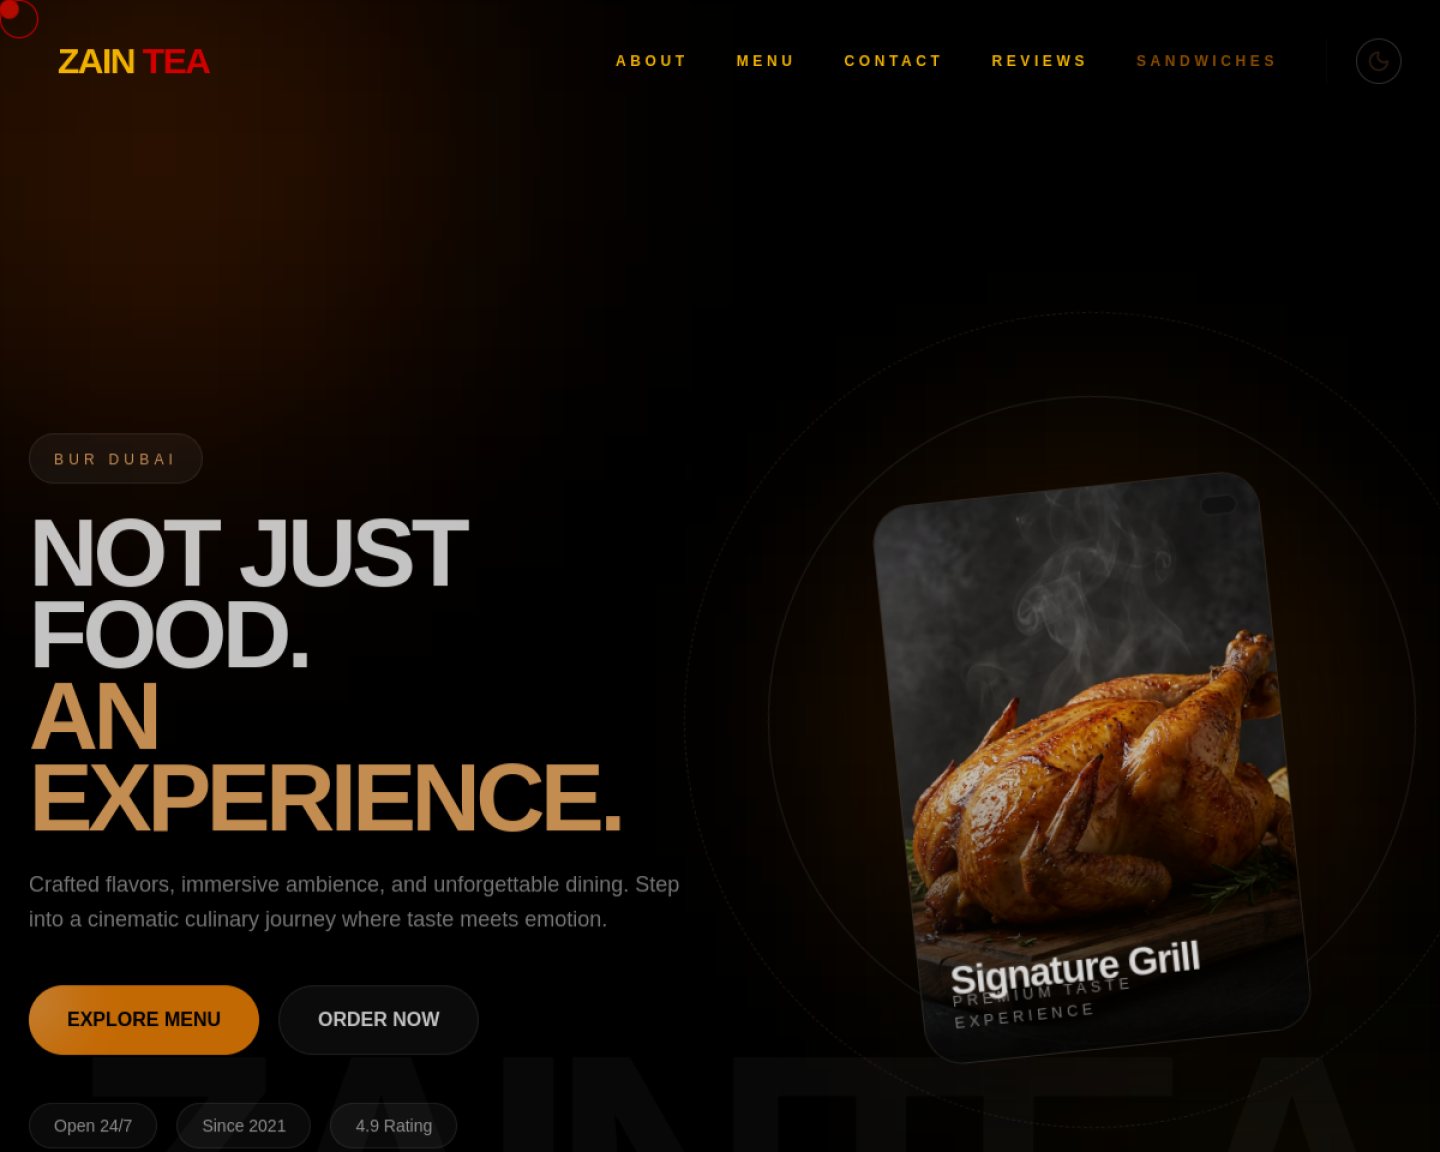 ZAIN TEA
ABOUT
MENU
CONTACT
REVIEWS
SANDWICHES
BUR DUBAI
NOT JUST
FOOD.
AN
EXPERIENCE.
Crafted flavors, immersive ambience, and unforgettable dining. Step
into a cinematic culinary journey where taste meets emotion.
EXPLORE MENU
ORDER NOW
Open 24/7
Since 2021
4.9 Rating
Signature Grill
PREMIUM TASTE
EXPERIENCE
ZAIN TEA